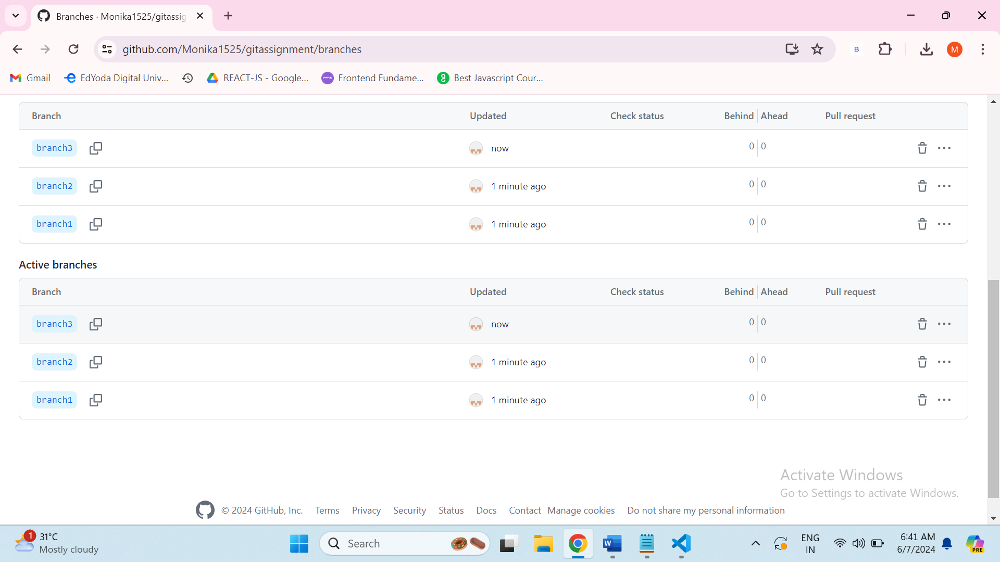 Branches · Monika1525/gitassig
github.com/Monika1525/gitassignment/branches
B
M
Gmail
EdYoda Digital Univ...
REACT-JS - Google...
Frontend Fundame...
Best Javascript Cour...
Branch Updated Check status Behind Ahead Pull request
branch3 now 0 0
branch2 1 minute ago 0 0
branch1 1 minute ago 0 0
Active branches
Branch Updated Check status Behind Ahead Pull request
branch3 now 0 0
branch2 1 minute ago 0 0
branch1 1 minute ago 0 0
Activate Windows
Go to Settings to activate Windows.
© 2024 GitHub, Inc. Terms Privacy Security Status Docs Contact Manage cookies Do not share my personal information
1
31°C
Mostly cloudy
Search
W
ENG
IN
6:41 AM
6/7/2024
PRE